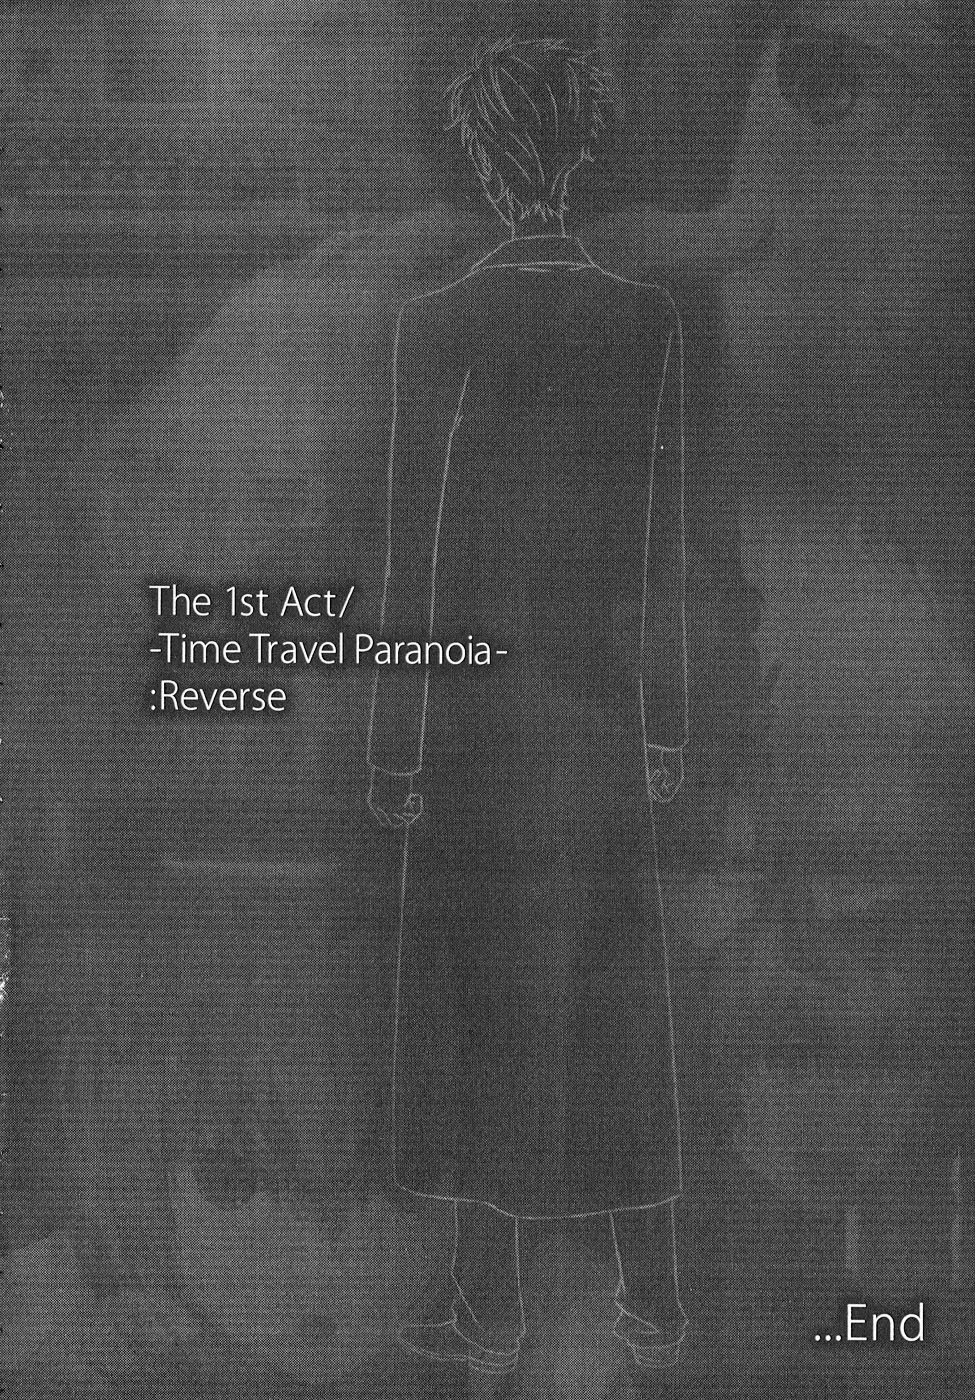 The 1st Act/
-Time Travel Paranoia-
:Reverse
...End